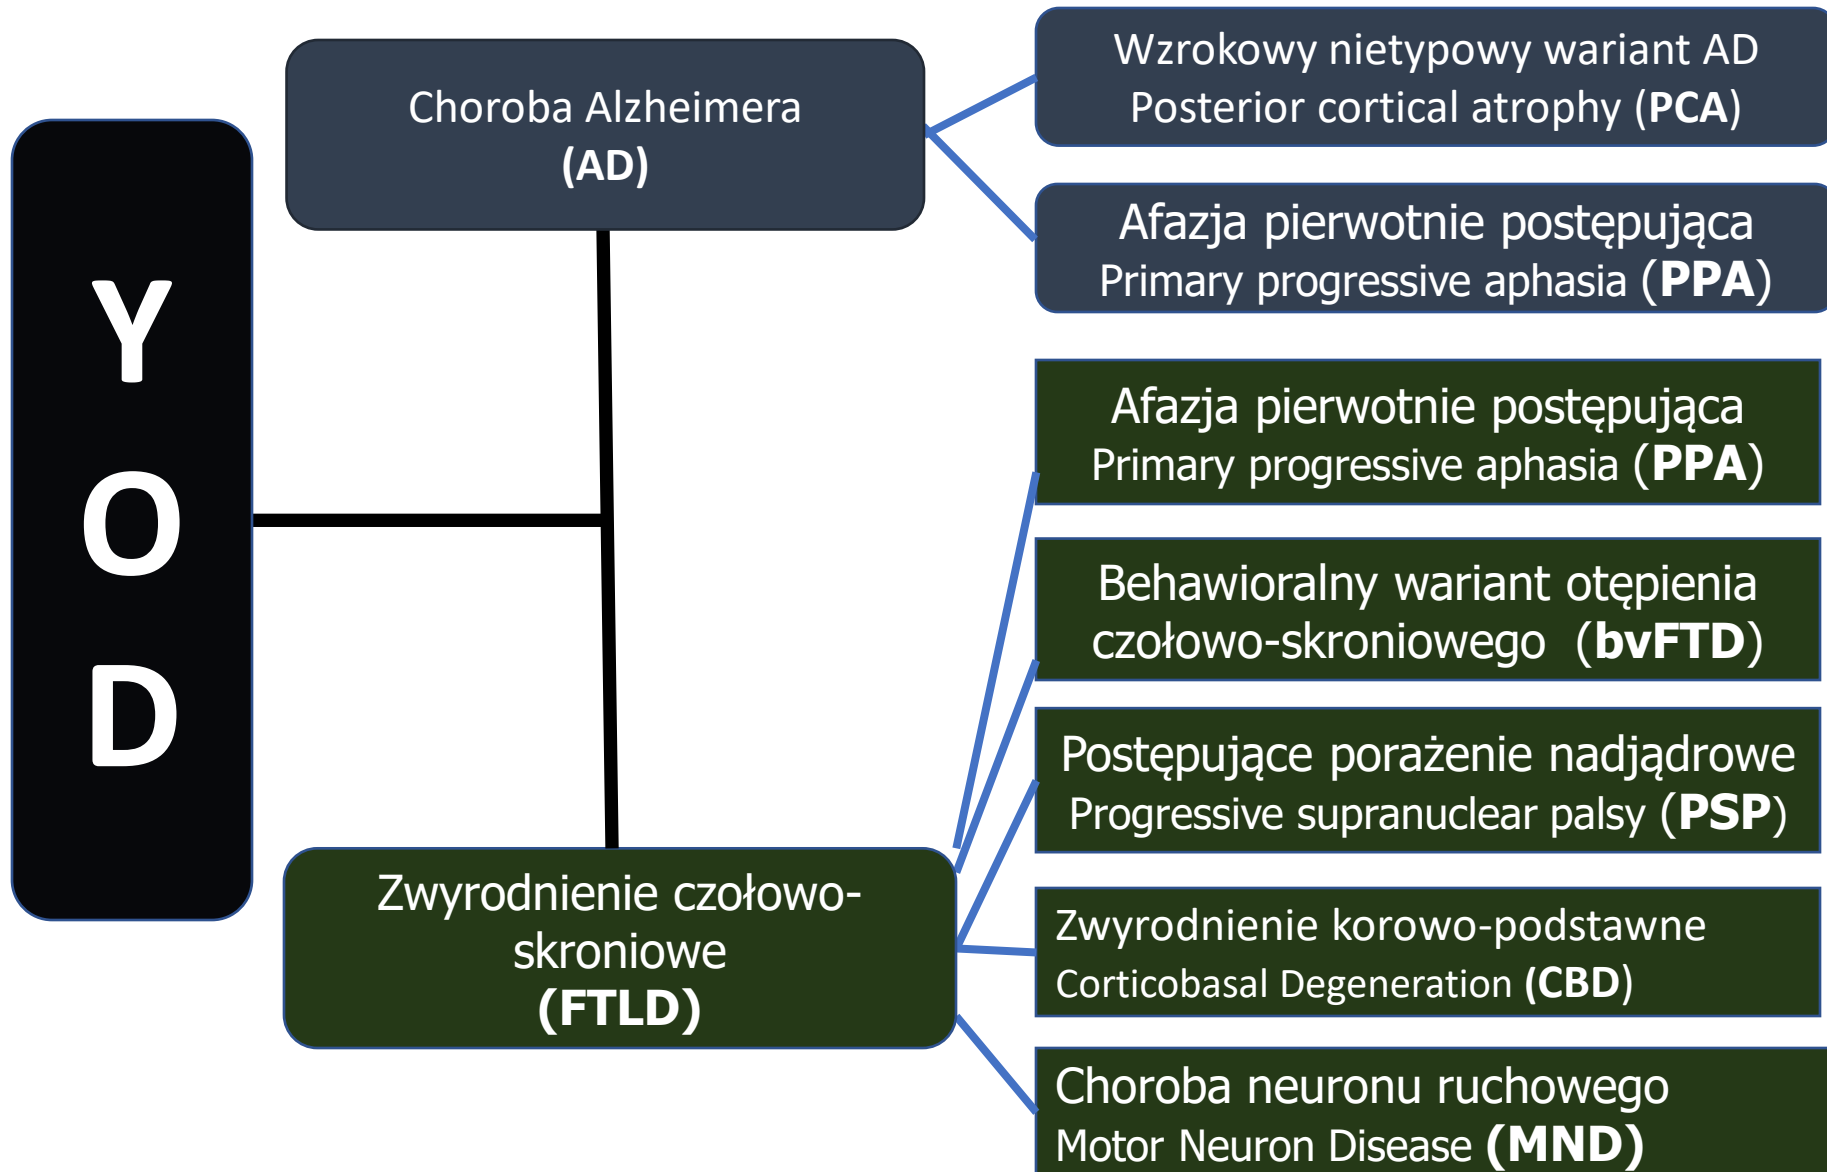 Y
O
D
Choroba Alzheimera
(AD)
Wzrokowy nietypowy wariant AD
Posterior cortical atrophy (PCA)
Afazja pierwotnie postępująca
Primary progressive aphasia (PPA)
Zwyrodnienie czołowo-
skroniowe
(FTLD)
Afazja pierwotnie postępująca
Primary progressive aphasia (PPA)
Behawioralny wariant otępienia
czołowo-skroniowego (bvFTD)
Postępujące porażenie nadjądrowe
Progressive supranuclear palsy (PSP)
Zwyrodnienie korowo-podstawne
Corticobasal Degeneration (CBD)
Choroba neuronu ruchowego
Motor Neuron Disease (MND)